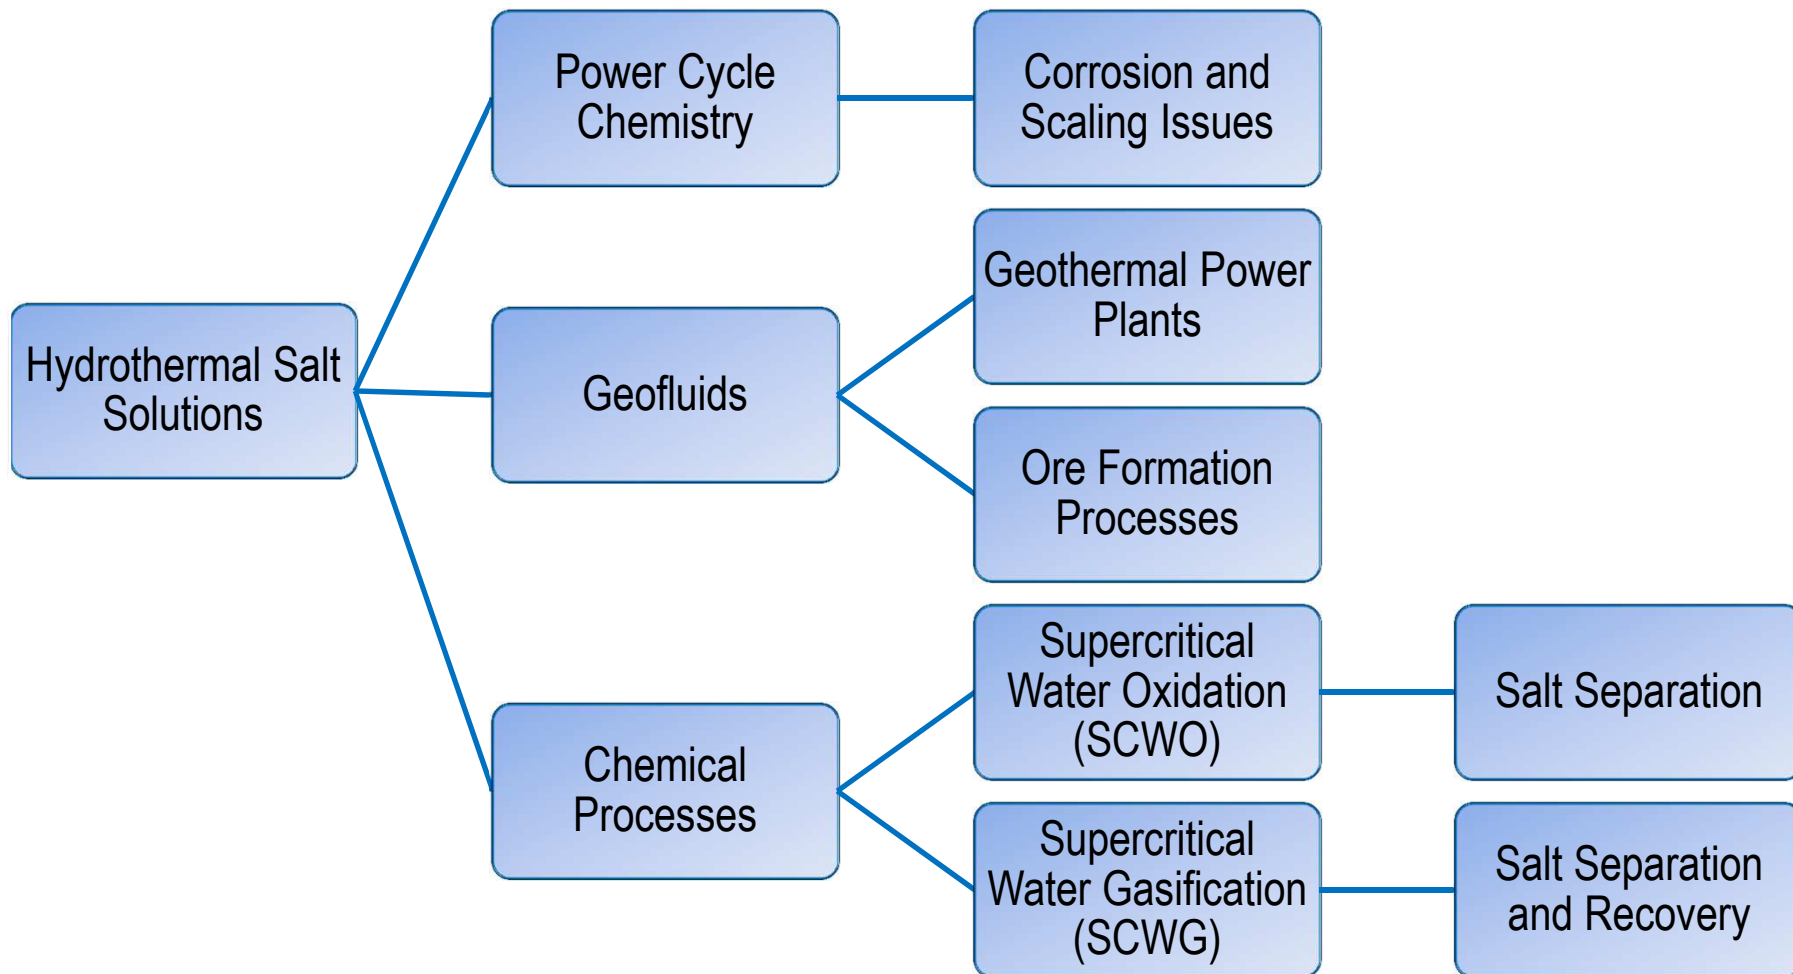 Hydrothermal Salt
Solutions
Power Cycle
Chemistry
Corrosion and
Scaling Issues
Geofluids
Geothermal Power
Plants
Ore Formation
Processes
Chemical
Processes
Supercritical
Water Oxidation
(SCWO)
Salt Separation
Supercritical
Water Gasification
(SCWG)
Salt Separation
and Recovery